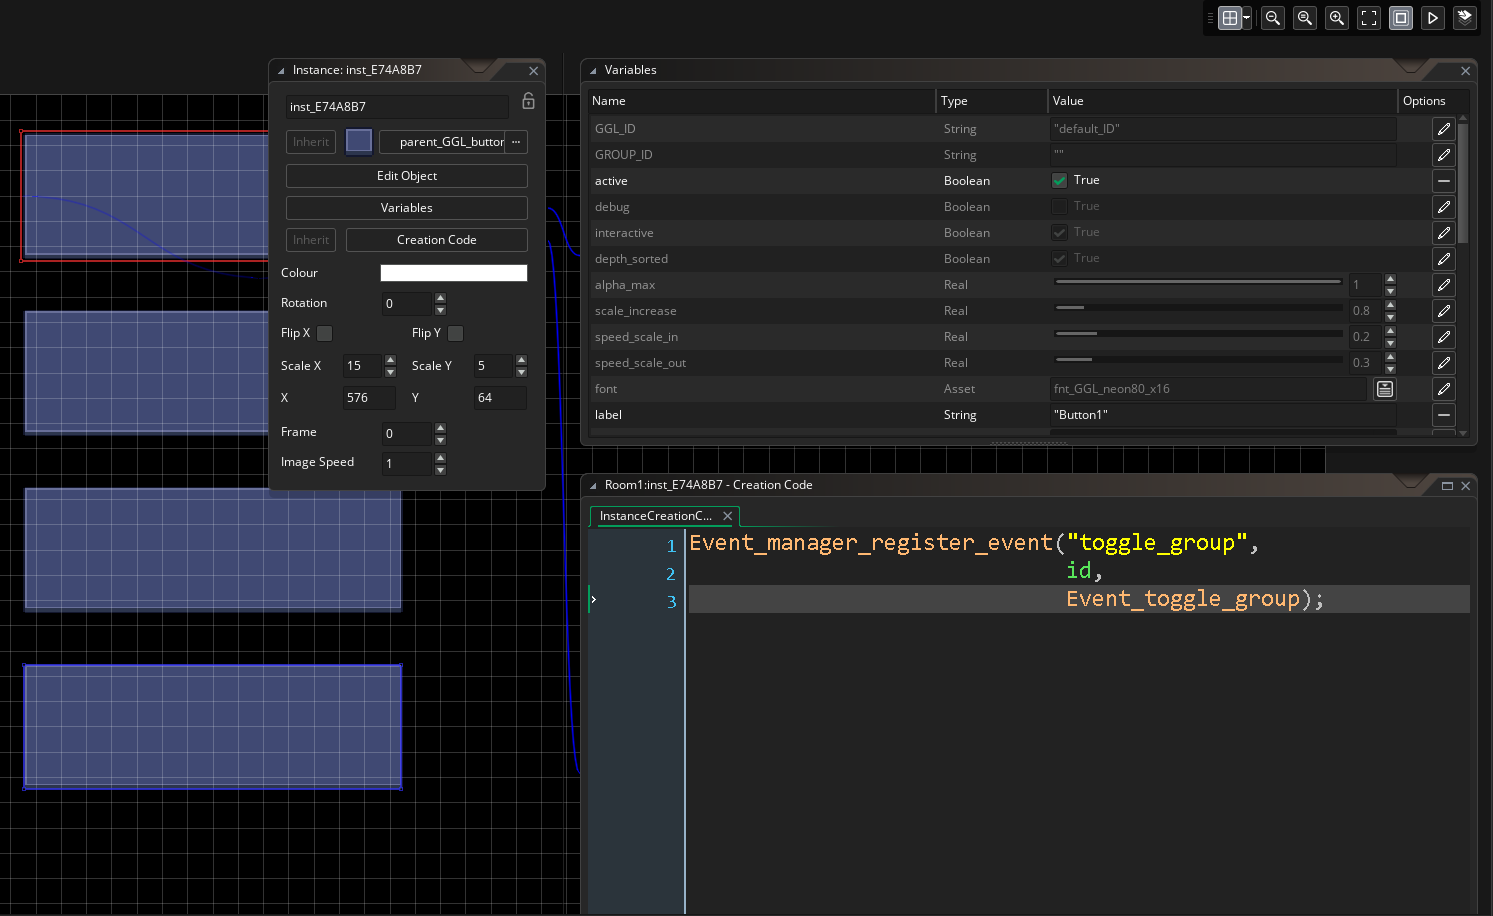 Instance: inst_E74A8B7
inst_E74A8B7
Inherit
parent_GGL_button
...
Edit Object
Variables
Inherit
Creation Code
Colour
Rotation
0
Flip X
Flip Y
Scale X
15
Scale Y
5
X
576
Y
64
Frame
0
Image Speed
1
Variables
Name Type Value Options
GGL_ID String "default_ID"
GROUP_ID String ""
active Boolean True
debug Boolean True
interactive Boolean True
depth_sorted Boolean True
alpha_max Real 1
scale_increase Real 0.8
speed_scale_in Real 0.2
speed_scale_out Real 0.3
font Asset fnt_GGL_neon80_x16
label String "Button1"
Room1:inst_E74A8B7 - Creation Code
InstanceCreationC...
1 Event_manager_register_event("toggle_group",
2 id,
3 Event_toggle_group);